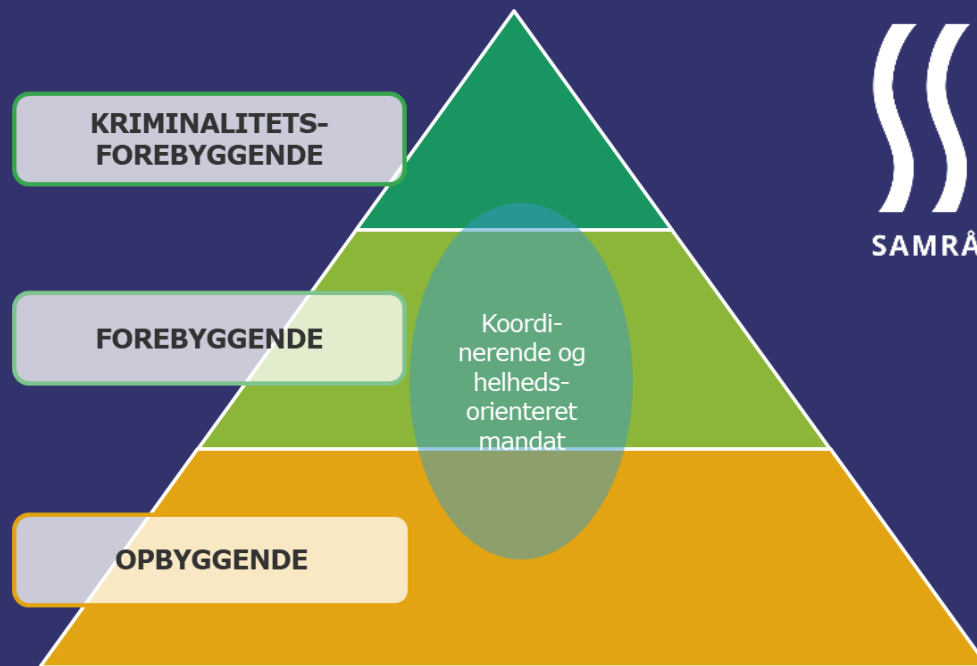 KRIMINALITETS-
FOREBYGGENDE
FOREBYGGENDE
Koordi-
nerende og
helheds-
orienteret
mandat
OPBYGGENDE
SAMRÅ